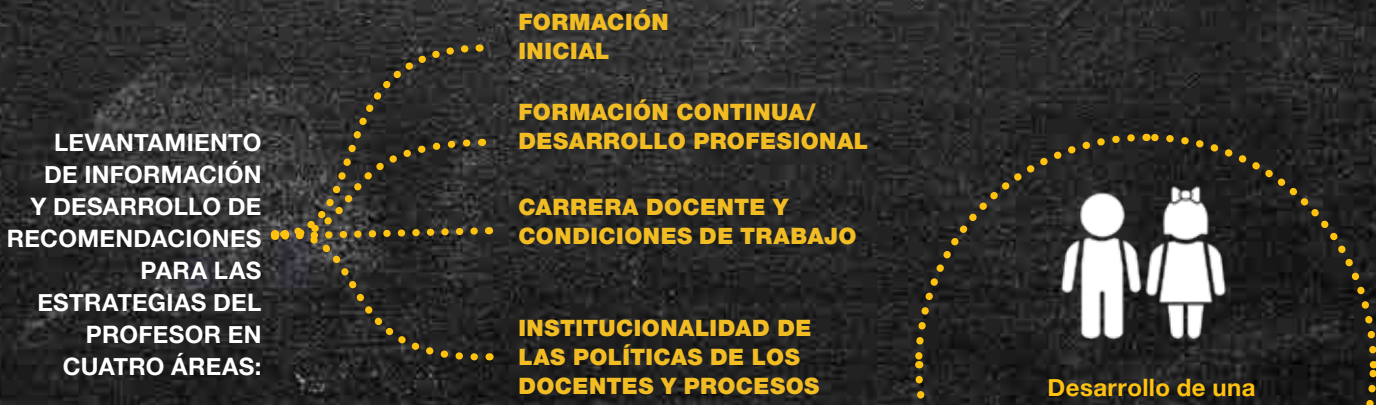 LEVANTAMIENTO
DE INFORMACIÓN
Y DESARROLLO DE
RECOMENDACIONES
PARA LAS
ESTRATEGIAS DEL
PROFESOR EN
CUATRO ÁREAS:
FORMACIÓN
INICIAL
FORMACIÓN CONTINUA/
DESARROLLO PROFESIONAL
CARRERA DOCENTE Y
CONDICIONES DE TRABAJO
INSTITUCIONALIDAD DE
LAS POLÍTICAS DE LOS
DOCENTES Y PROCESOS
Desarrollo de una